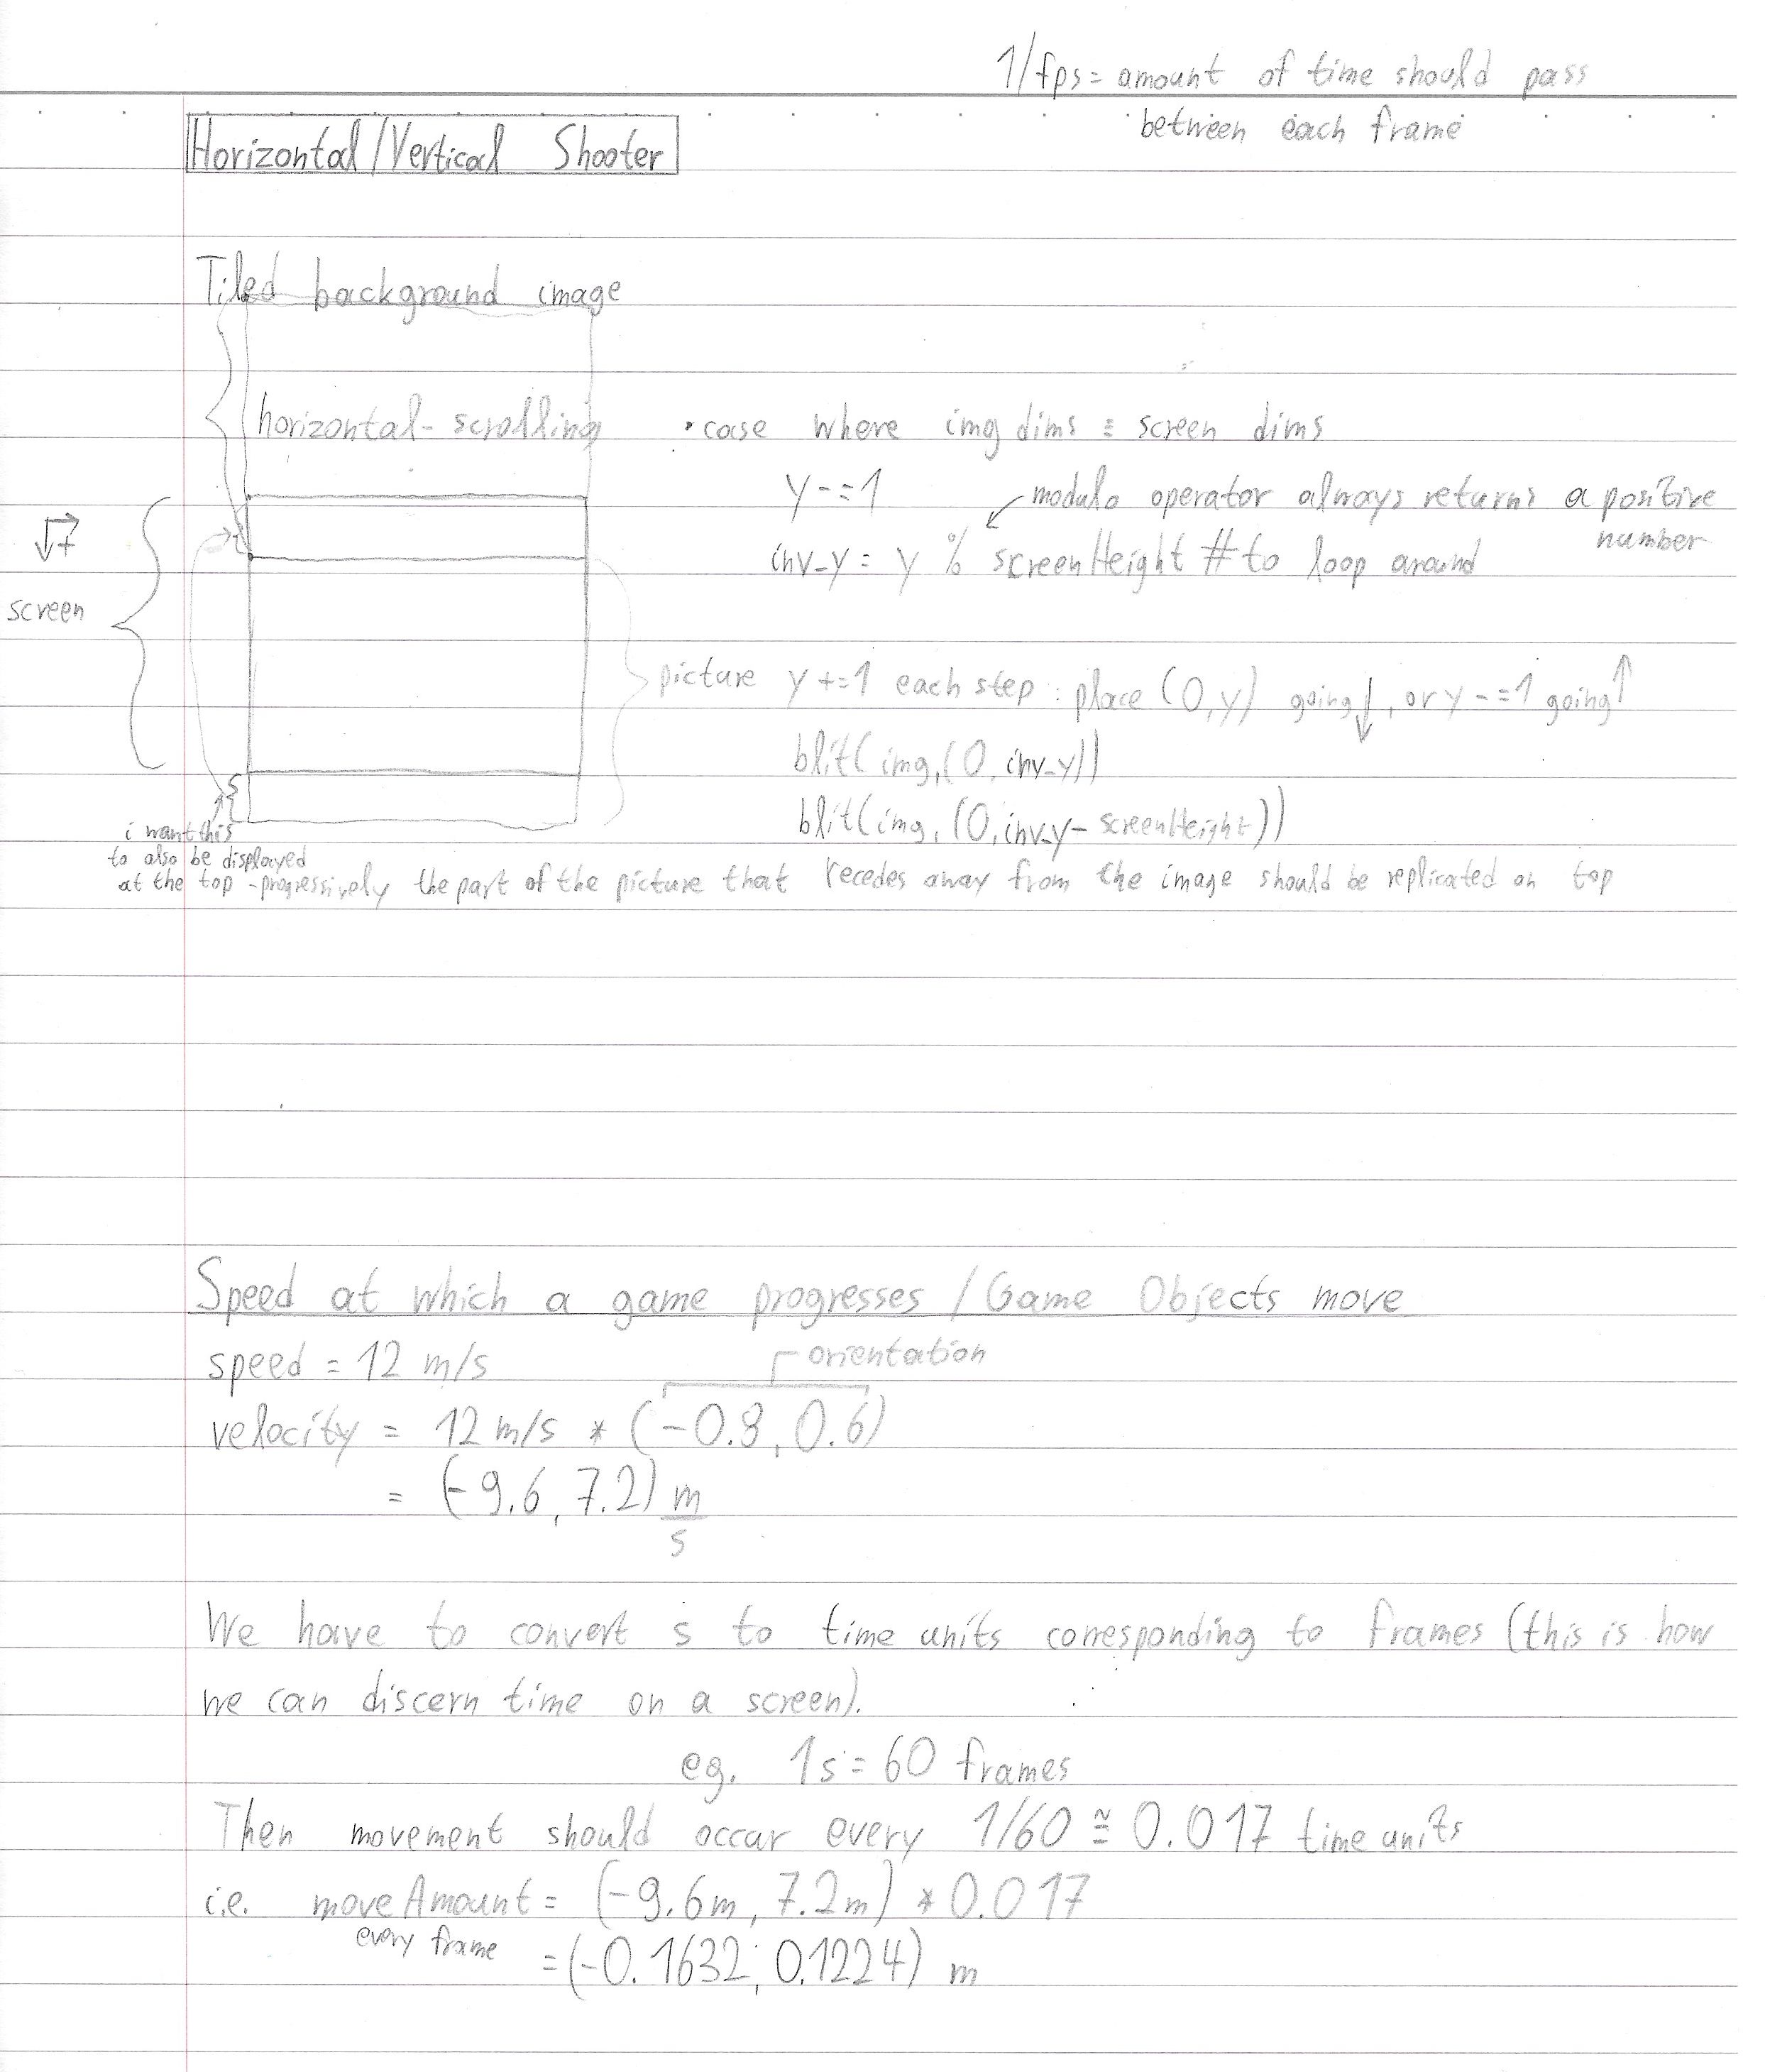 1/fps = amount of time should pass
between each frame
Horizontal/Vertical Shooter
Tiled background image
horizontal-scrolling
• case where img dims = screen dims
y -= 1
modulo operator always returns a positive
number
inv_y = y % screenHeight # to loop around
screen
picture y += 1 each step : place (0,y) going ↓, or y -= 1 going ↑
blit(img, (0, inv_y))
blit(img, (0, inv_y - screenHeight))
i want this
to also be displayed
at the top - progressively the part of the picture that recedes away from the image should be replicated on top
Speed at which a game progresses / Game Objects move
speed = 12 m/s
orientation
velocity = 12 m/s * (-0.8, 0.6)
= (-9.6, 7.2) m/s
We have to convert s to time units corresponding to frames (this is how
we can discern time on a screen).
eg. 1s = 60 frames
Then movement should occur every 1/60 ≅ 0.017 time units
i.e. moveAmount = (-9.6m, 7.2m) * 0.017
every frame
= (-0.1632, 0.1224) m